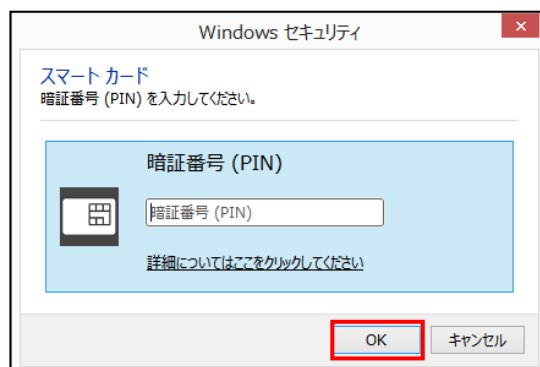 Windows セキュリティ
スマート カード
暗証番号 (PIN) を入力してください。
暗証番号 (PIN)
暗証番号 (PIN)
詳細についてはここをクリックしてください
OK
キャンセル